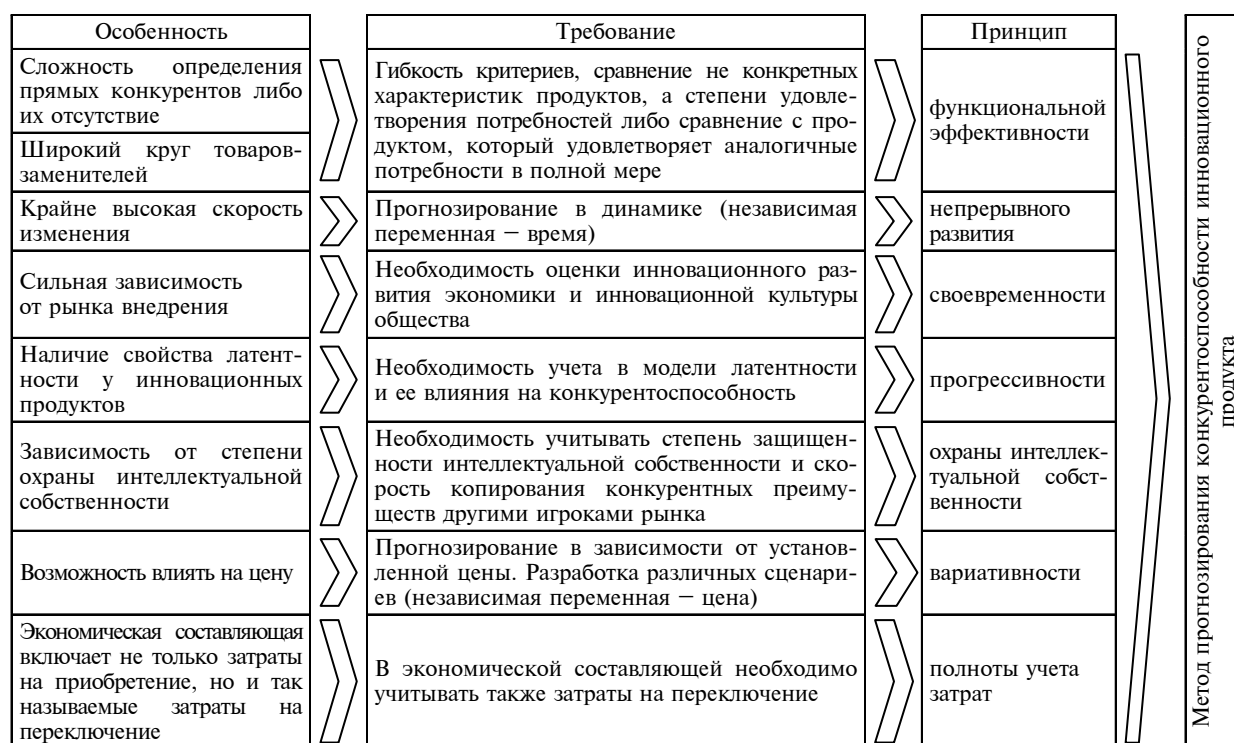 Особенность
Требование
Принцип
Сложность определения
прямых конкурентов либо
их отсутствие
Широкий круг товаров-
заменителей
Гибкость критериев, сравнение не конкретных
характеристик продуктов, а степени удовле-
творения потребностей либо сравнение с про-
дуктом, который удовлетворяет аналогичные
потребности в полной мере
функциональной
эффективности
Крайне высокая скорость
изменения
Прогнозирование в динамике (независимая
переменная − время)
непрерывного
развития
Сильная зависимость
от рынка внедрения
Необходимость оценки инновационного раз-
вития экономики и инновационной культуры
общества
своевременности
Наличие свойства латент-
ности у инновационных
продуктов
Необходимость учета в модели латентности
и ее влияния на конкурентоспособность
прогрессивности
Зависимость от степени
охраны интеллектуальной
собственности
Необходимость учитывать степень защищен-
ности интеллектуальной собственности и ско-
рость копирования конкурентных преиму-
ществ другими игроками рынка
охраны интеллек-
туальной собст-
венности
Возможность влиять на цену
Прогнозирование в зависимости от установ-
ленной цены. Разработка различных сценари-
ев (независимая переменная − цена)
вариативности
Экономическая составляющая
включает не только затраты
на приобретение, но и так
называемые затраты на
переключение
В экономической составляющей необходимо
учитывать также затраты на переключение
полноты учета
затрат
Метод прогнозирования конкурентоспособности инновационного
продукта